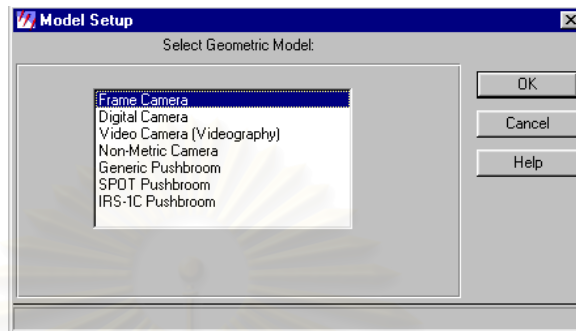 Model Setup
Select Geometric Model:
Frame Camera
Digital Camera
Video Camera (Videography)
Non-Metric Camera
Generic Pushbroom
SPOT Pushbroom
IRS-1C Pushbroom
OK
Cancel
Help